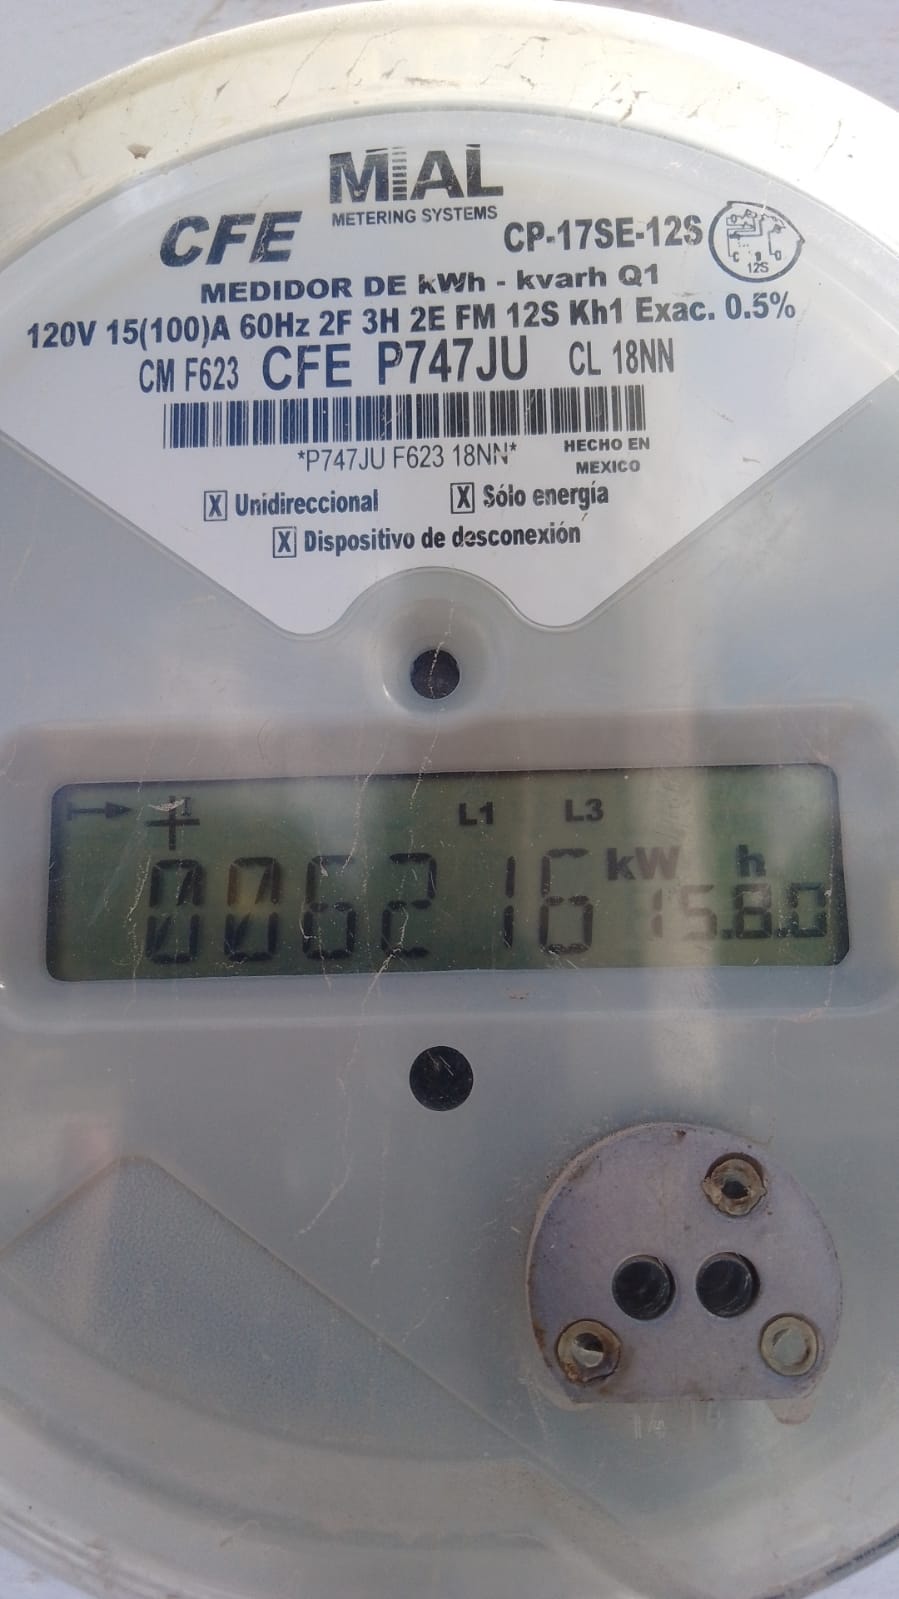 MIAL
METERING SYSTEMS
CFE CP-17SE-12S
12S
MEDIDOR DE kWh - kvarh Q1
120V 15(100)A 60Hz 2F 3H 2E FM 12S Kh1 Exac. 0.5%
CM F623 CFE P747JU CL 18NN
*P747JU F623 18NN*
HECHO EN
MEXICO
X Unidireccional X Sólo energía
X Dispositivo de desconexión
L1 L3
006216 kW h 15.8.0